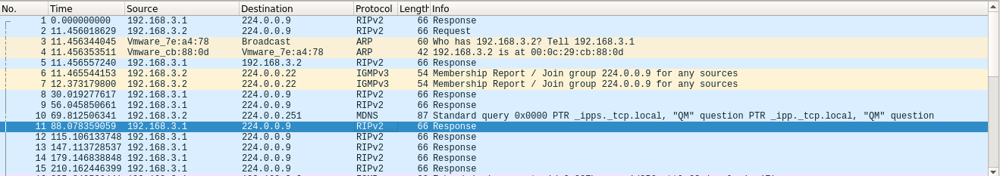 No. Time Source Destination Protocol Length Info
1 0.000000000 192.168.3.1 224.0.0.9 RIPv2 66 Response
2 11.456018629 192.168.3.2 224.0.0.9 RIPv2 66 Request
3 11.456344045 Vmware_7e:a4:78 Broadcast ARP 60 Who has 192.168.3.2? Tell 192.168.3.1
4 11.456353511 Vmware_cb:88:0d Vmware_7e:a4:78 ARP 42 192.168.3.2 is at 00:0c:29:cb:88:0d
5 11.456557240 192.168.3.1 192.168.3.2 RIPv2 66 Response
6 11.465544153 192.168.3.2 224.0.0.22 IGMPv3 54 Membership Report / Join group 224.0.0.9 for any sources
7 12.373179800 192.168.3.2 224.0.0.22 IGMPv3 54 Membership Report / Join group 224.0.0.9 for any sources
8 30.019277617 192.168.3.1 224.0.0.9 RIPv2 66 Response
9 56.045850661 192.168.3.1 224.0.0.9 RIPv2 66 Response
10 69.812506341 192.168.3.2 224.0.0.251 MDNS 87 Standard query 0x0000 PTR _ipps._tcp.local, "QM" question PTR _ipp._tcp.local, "QM" question
11 88.078359059 192.168.3.1 224.0.0.9 RIPv2 66 Response
12 115.106133748 192.168.3.1 224.0.0.9 RIPv2 66 Response
13 147.113728537 192.168.3.1 224.0.0.9 RIPv2 66 Response
14 179.146838848 192.168.3.1 224.0.0.9 RIPv2 66 Response
15 210.162446399 192.168.3.1 224.0.0.9 RIPv2 66 Response